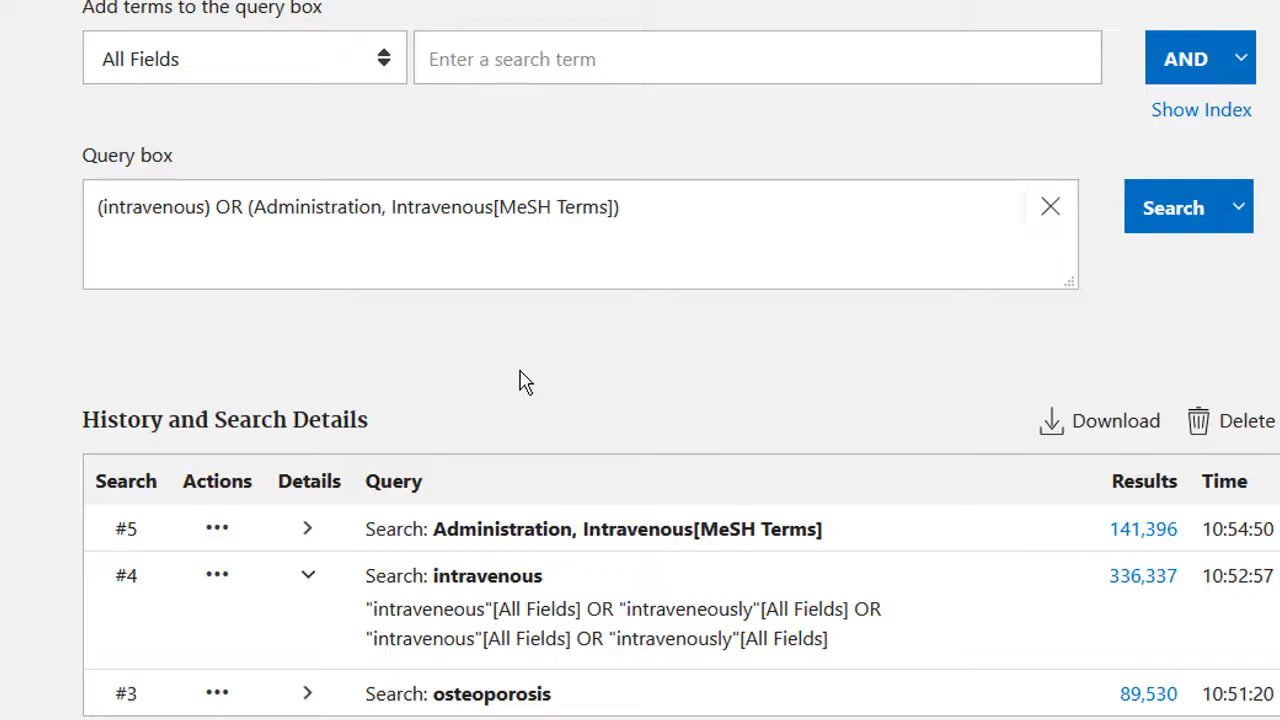 Add terms to the query box
All Fields
Enter a search term
AND
Show Index
Query box
(intravenous) OR (Administration, Intravenous[MeSH Terms])
Search
History and Search Details
Download
Delete
Search Actions Details Query Results Time
#5 ••• Search: Administration, Intravenous[MeSH Terms] 141,396 10:54:50
#4 ••• Search: intravenous 336,337 10:52:57
"intraveneous"[All Fields] OR "intraveneously"[All Fields] OR
"intravenous"[All Fields] OR "intravenously"[All Fields]
#3 ••• Search: osteoporosis 89,530 10:51:20